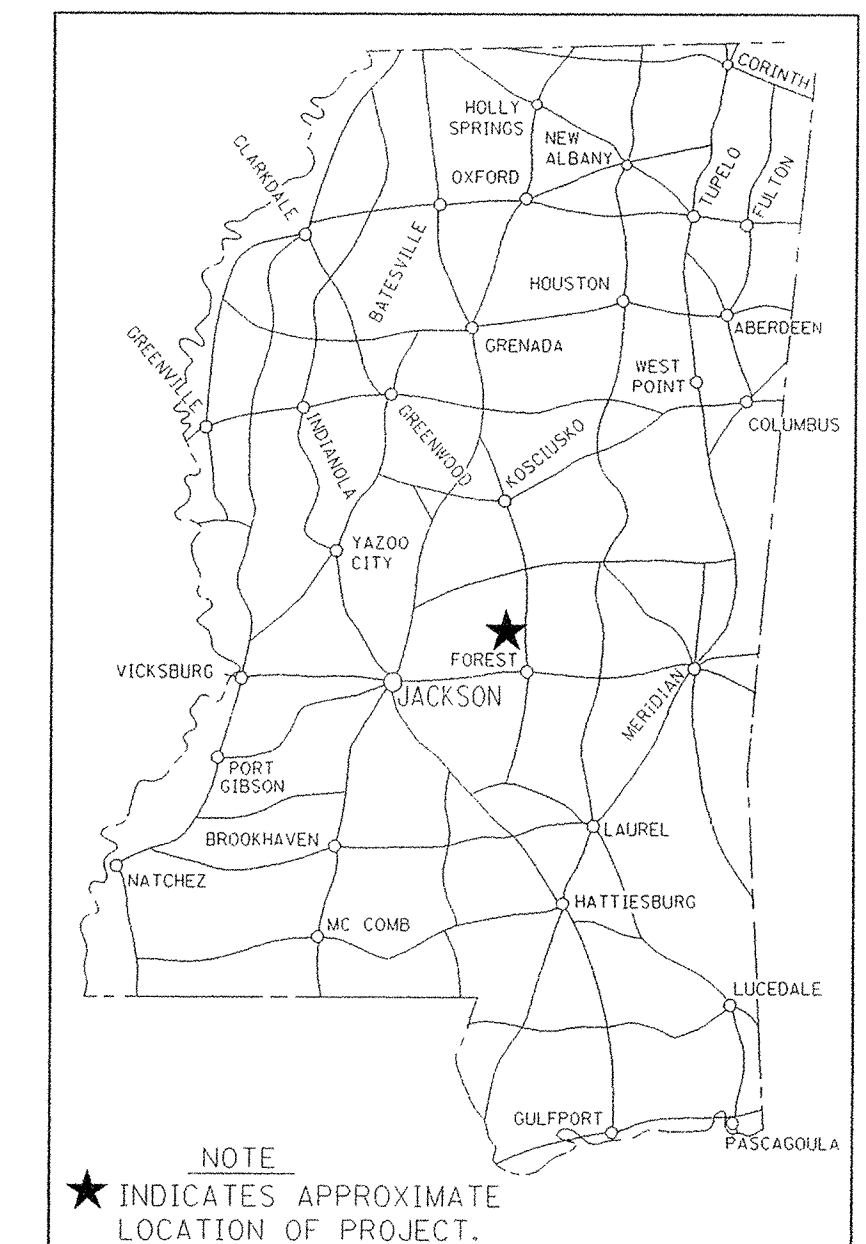 CORINTH
HOLLY
SPRINGS
NEW
ALBANY
CLARKDALE
OXFORD
TUPELO
FULTON
BATESVILLE
HOUSTON
ABERDEEN
GREENVILLE
GRENADA
WEST
POINT
COLUMBUS
INDIANOLA
GREENWOOD
KOSCIUSKO
YAZOO
CITY
VICKSBURG
FOREST
JACKSON
MERIDIAN
PORT
GIBSON
BROOKHAVEN
LAUREL
NATCHEZ
HATTIESBURG
MC COMB
LUCEDALE
GULFPORT
PASCAGOULA
NOTE
INDICATES APPROXIMATE
LOCATION OF PROJECT.